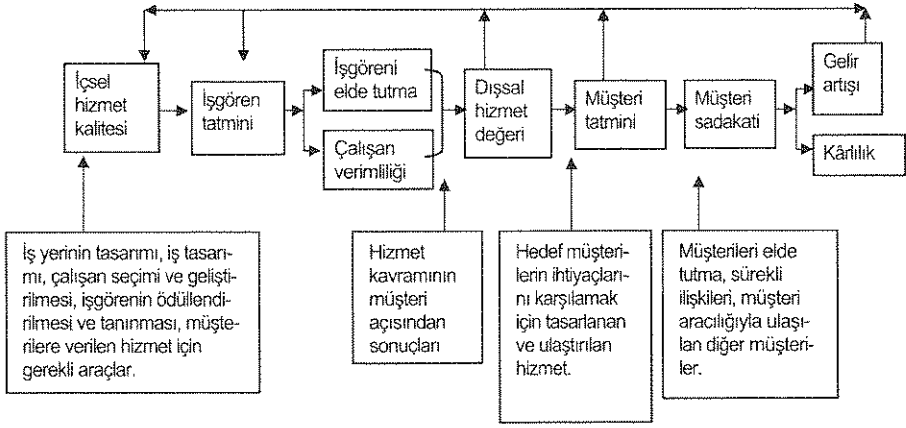 İçsel
hizmet
kalitesi
İşgören
tatmini
İşgöreni
elde tutma
Çalışan
verimliliği
Dışsal
hizmet
değeri
Müşteri
tatmini
Müşteri
sadakati
Gelir
artışı
Kârlılık
İş yerinin tasarımı, iş tasarı-
mı, çalışan seçimi ve gelişti-
rilmesi, işgörenin ödüllendi-
rilmesi ve tanınması, müşte-
rilere verilen hizmet için
gerekli araçlar.
Hizmet
kavramının
müşteri
açısından
sonuçları
Hedef müşteri-
lerin ihtiyaçları-
nı karşılamak
için tasarlanan
ve ulaştırılan
hizmet.
Müşterileri elde
tutma, sürekli
ilişkileri, müşteri
aracılığıyla ulaşı-
lan diğer müşteri-
ler.